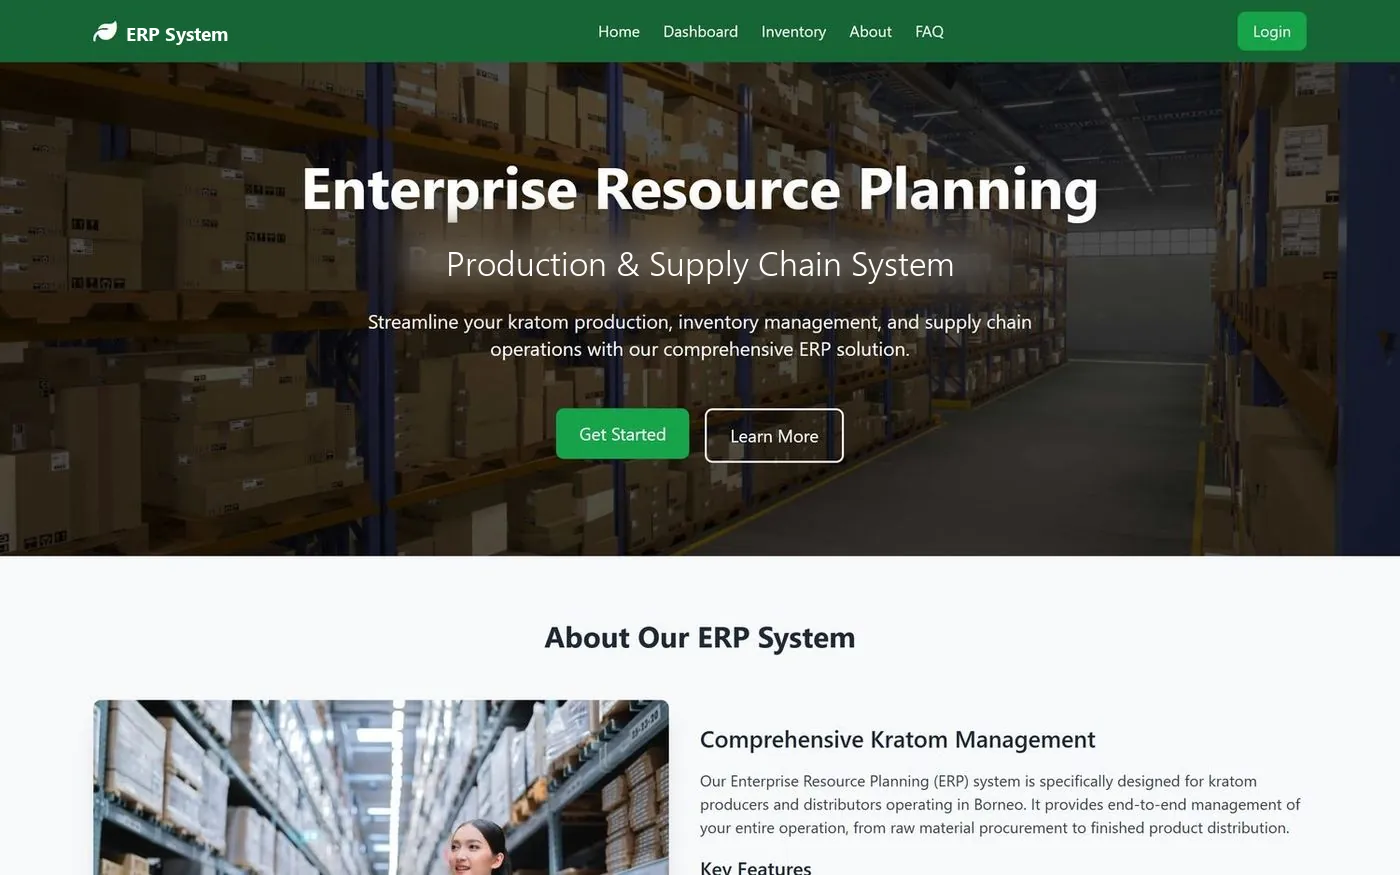 ERP System
Home
Dashboard
Inventory
About
FAQ
Login
Enterprise Resource Planning
Production & Supply Chain System
Streamline your kratom production, inventory management, and supply chain
operations with our comprehensive ERP solution.
Get Started
Learn More
About Our ERP System
Comprehensive Kratom Management
Our Enterprise Resource Planning (ERP) system is specifically designed for kratom
producers and distributors operating in Borneo. It provides end-to-end management of
your entire operation, from raw material procurement to finished product distribution.
Key Features